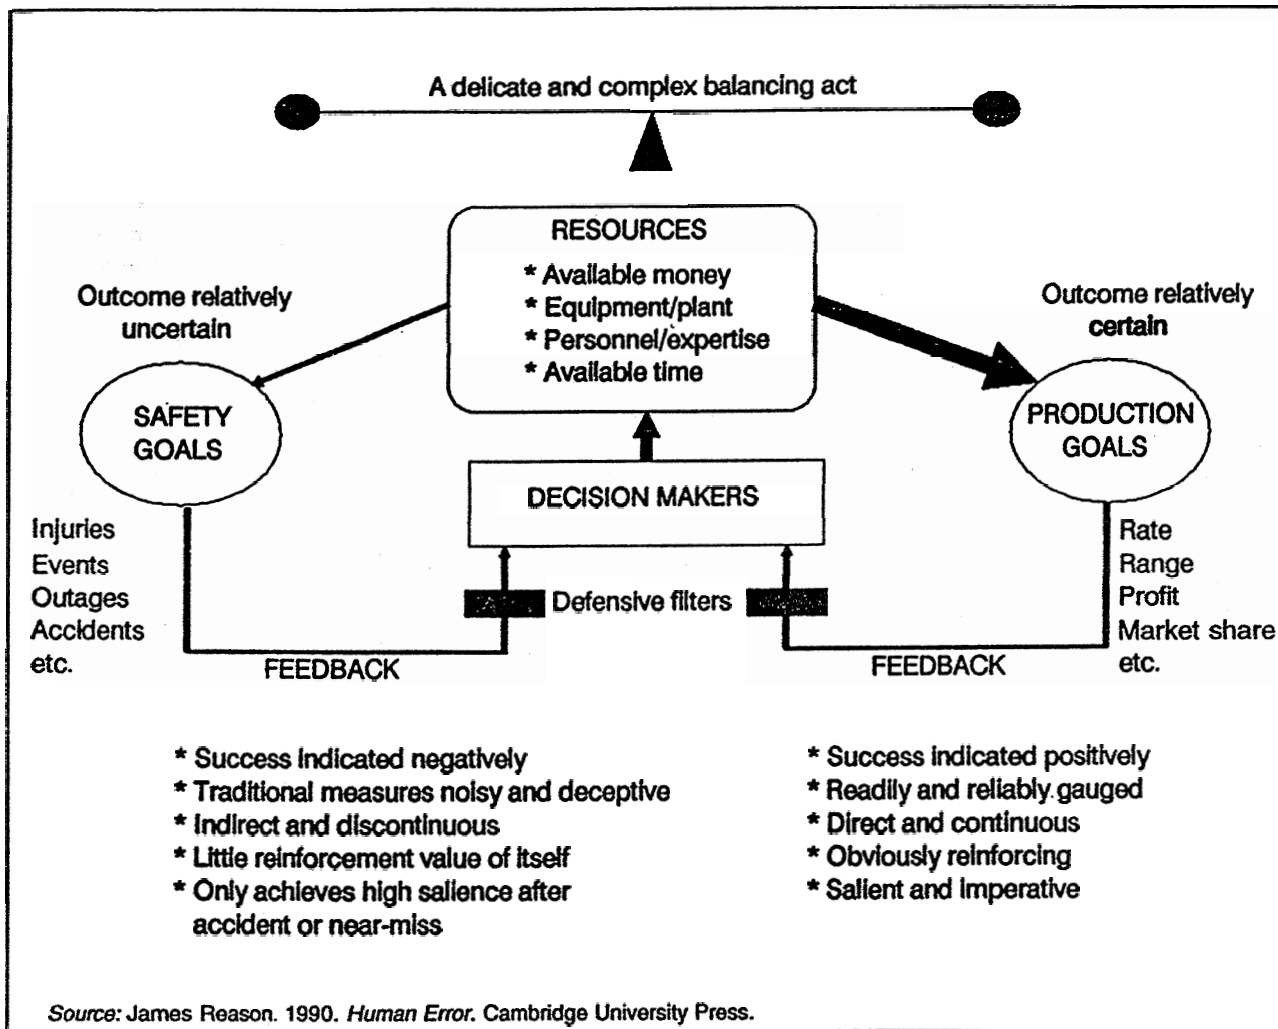 A delicate and complex balancing act
RESOURCES
* Available money
* Equipment/plant
* Personnel/expertise
* Available time
Outcome relatively
uncertain
Outcome relatively
certain
SAFETY
GOALS
PRODUCTION
GOALS
DECISION MAKERS
Injuries
Events
Outages
Accidents
etc.
Defensive filters
Rate
Range
Profit
Market share
etc.
FEEDBACK
FEEDBACK
* Success indicated negatively
* Traditional measures noisy and deceptive
* Indirect and discontinuous
* Little reinforcement value of itself
* Only achieves high salience after
accident or near-miss
* Success indicated positively
* Readily and reliably gauged
* Direct and continuous
* Obviously reinforcing
* Salient and imperative
Source: James Reason. 1990. Human Error. Cambridge University Press.